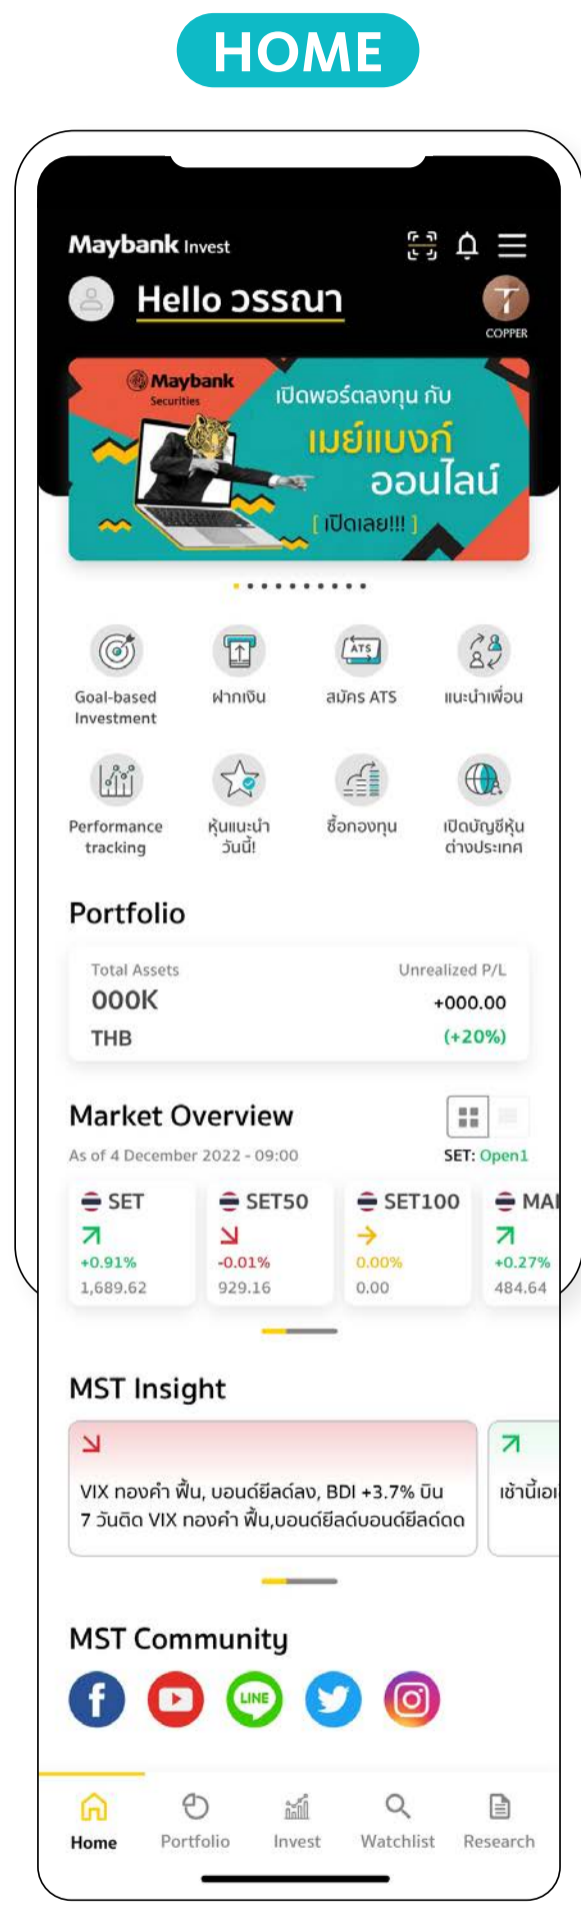 HOME
Maybank Invest
Hello วรรณา
COPPER
Maybank
Securities
เปิดพอร์ตลงทุน กับ
เมย์แบงก์
ออนไลน์
[ เปิดเลย!!! ]
Goal-based
Investment
ฝากเงิน
ATS
สมัคร ATS
แนะนำเพื่อน
Performance
tracking
หุ้นแนะนำ
วันนี้!
ซื้อกองทุน
เปิดบัญชีหุ้น
ต่างประเทศ
Portfolio
Total Assets
Unrealized P/L
000K
+000.00
THB
(+20%)
Market Overview
As of 4 December 2022 - 09:00
SET: Open1
SET
+0.91%
1,689.62
SET50
-0.01%
929.16
SET100
0.00%
0.00
MAI
+0.27%
484.64
MST Insight
VIX ทองคำ ฟื้น, บอนด์ยีลด์ลง, BDI +3.7% บิน
7 วันติด VIX ทองคำ ฟื้น,บอนด์ยีลด์บอนด์ยีลด์ดด
เช้านี้เอเ
MST Community
LINE
Home
Portfolio
Invest
Watchlist
Research